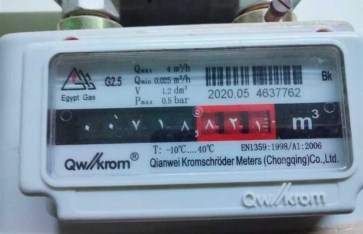 Egypt Gas
G2.5
Qmax 4 m³/h
Qmin 0.025 m³/h
V 1.2 dm³
Pmax 0.5 bar
2020.05 4637762
Bk
٠٠٧١٨,٨٢١ m³
Qw//krom®
T: -10℃....40℃ EN1359:1998/A1:2006
Qianwei Kromschröder Meters (Chongqing)Co.,Ltd.
Qw//krom